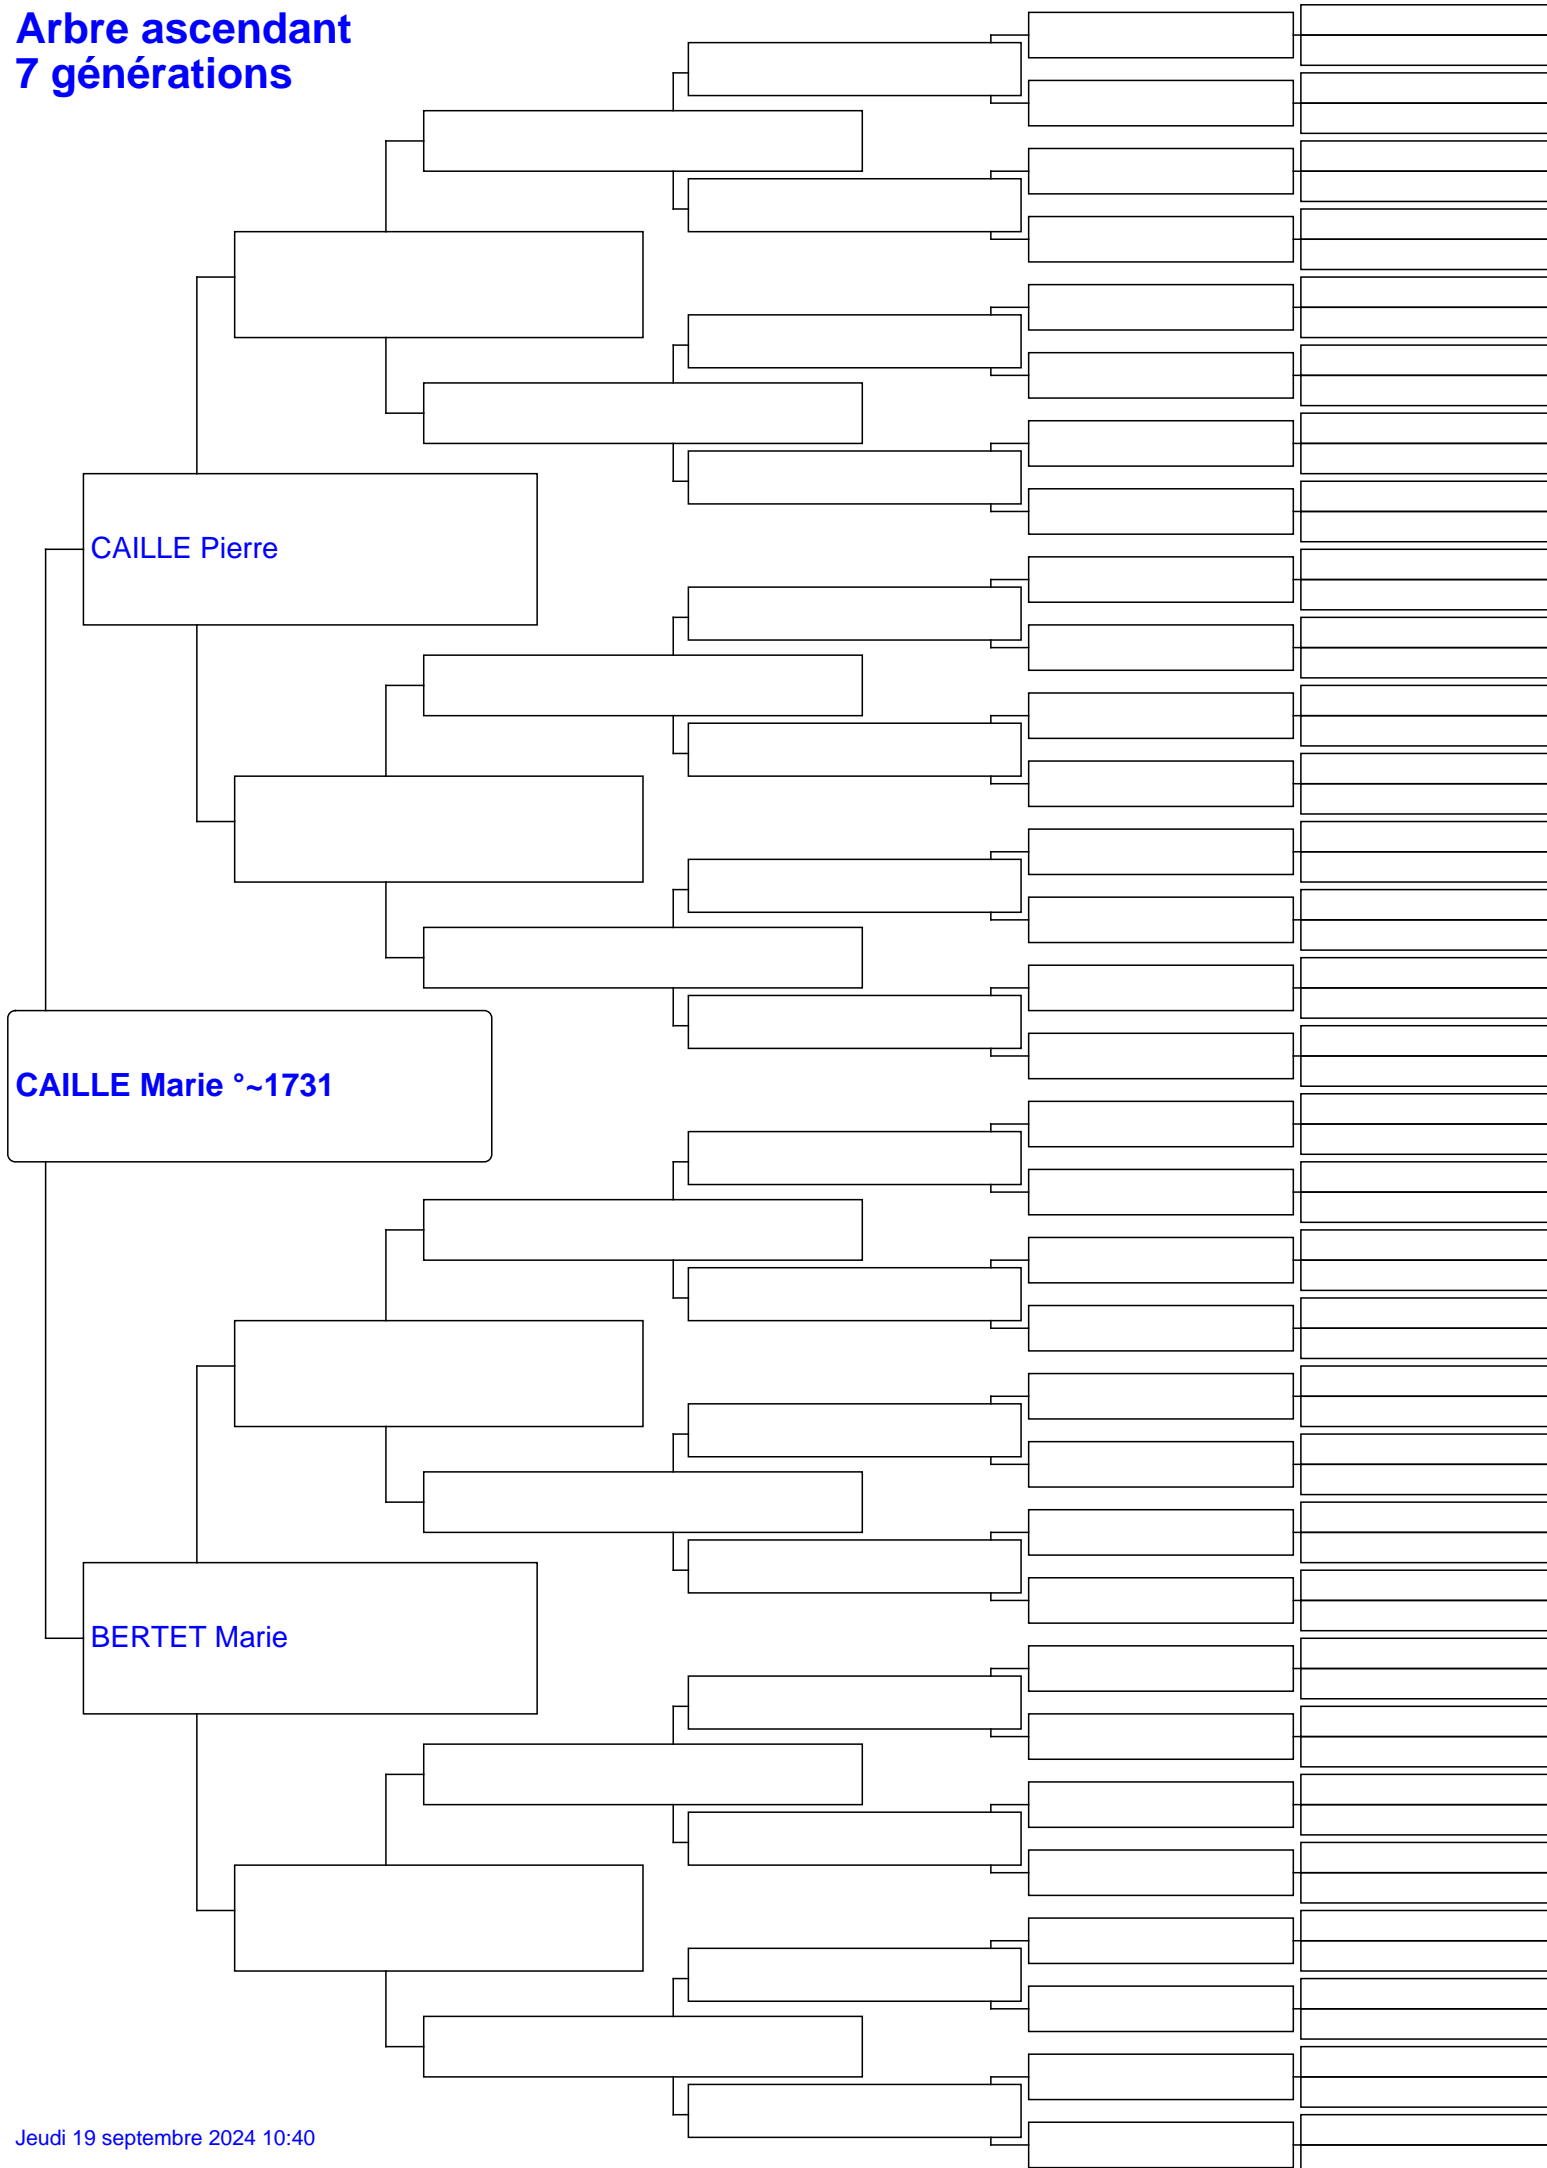 Arbre ascendant
7 générations
CAILLE Pierre
CAILLE Marie °~1731
BERTET Marie
Jeudi 19 septembre 2024 10:40